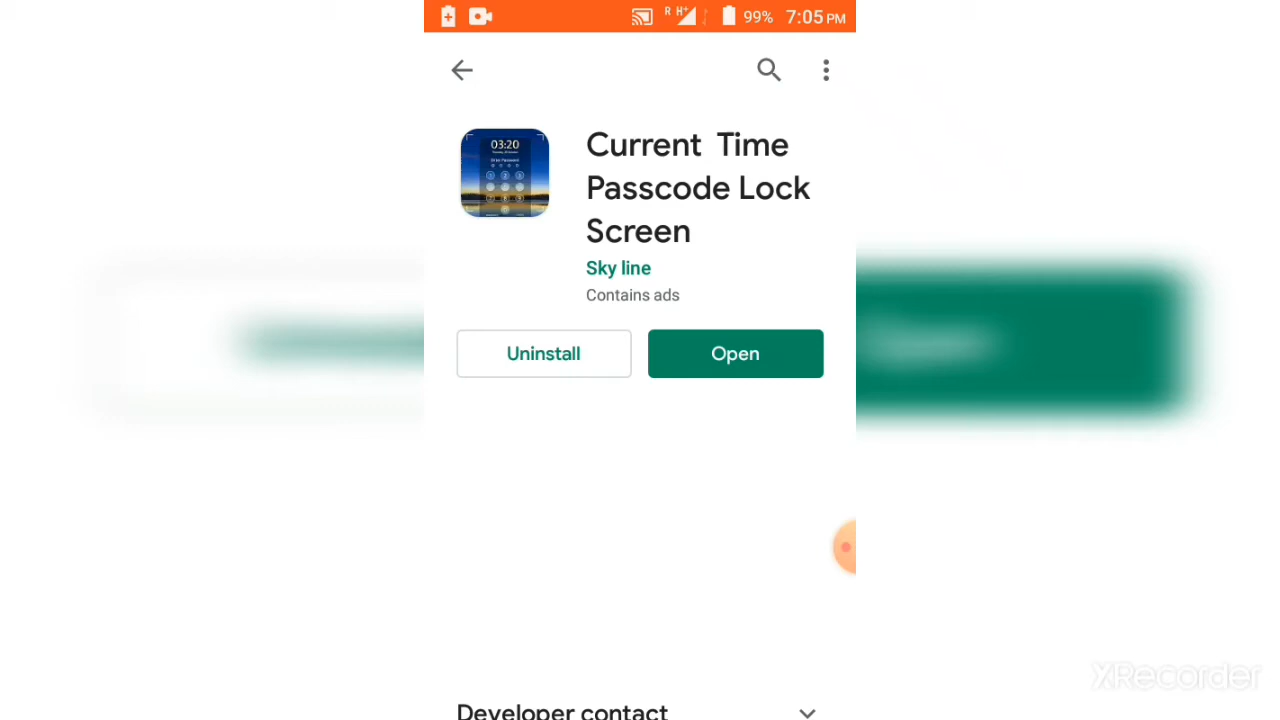 R H+ 99% 7:05 PM
03:20
Current Time
Passcode Lock
Screen
Sky line
Contains ads
Uninstall
Open
Developer contact
XRecorder